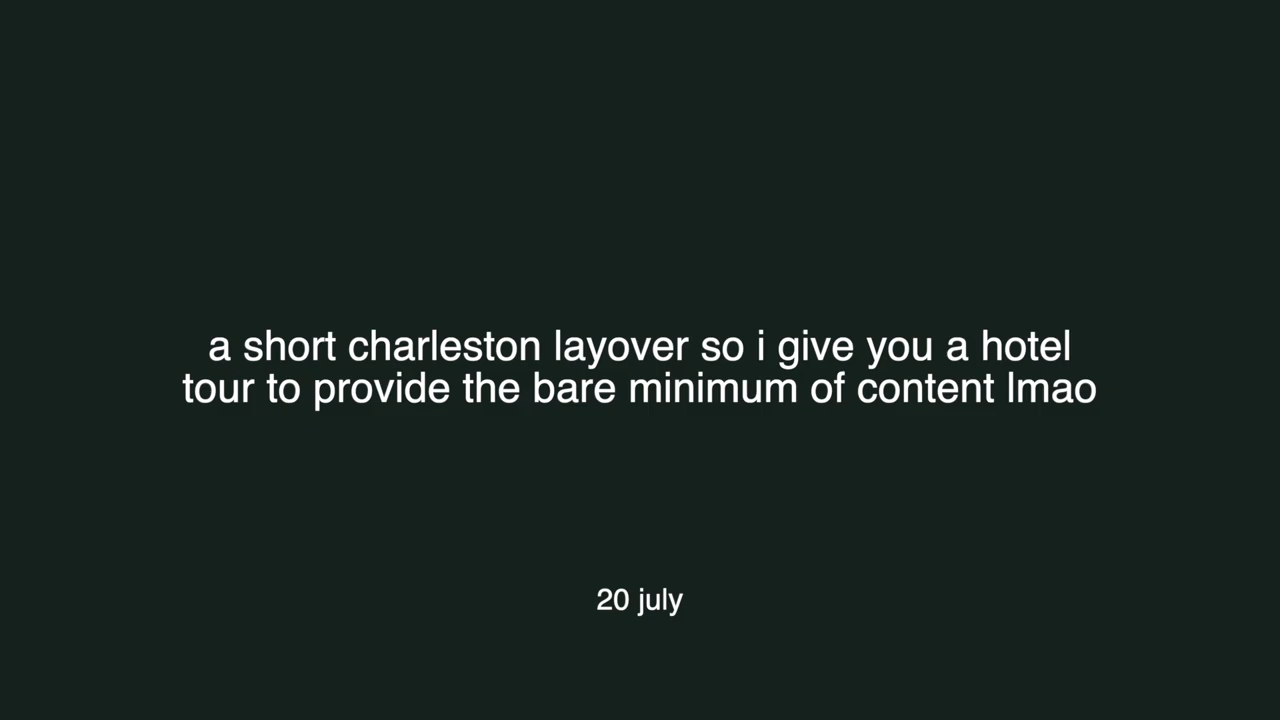 a short charleston layover so i give you a hotel
tour to provide the bare minimum of content lmao
20 july